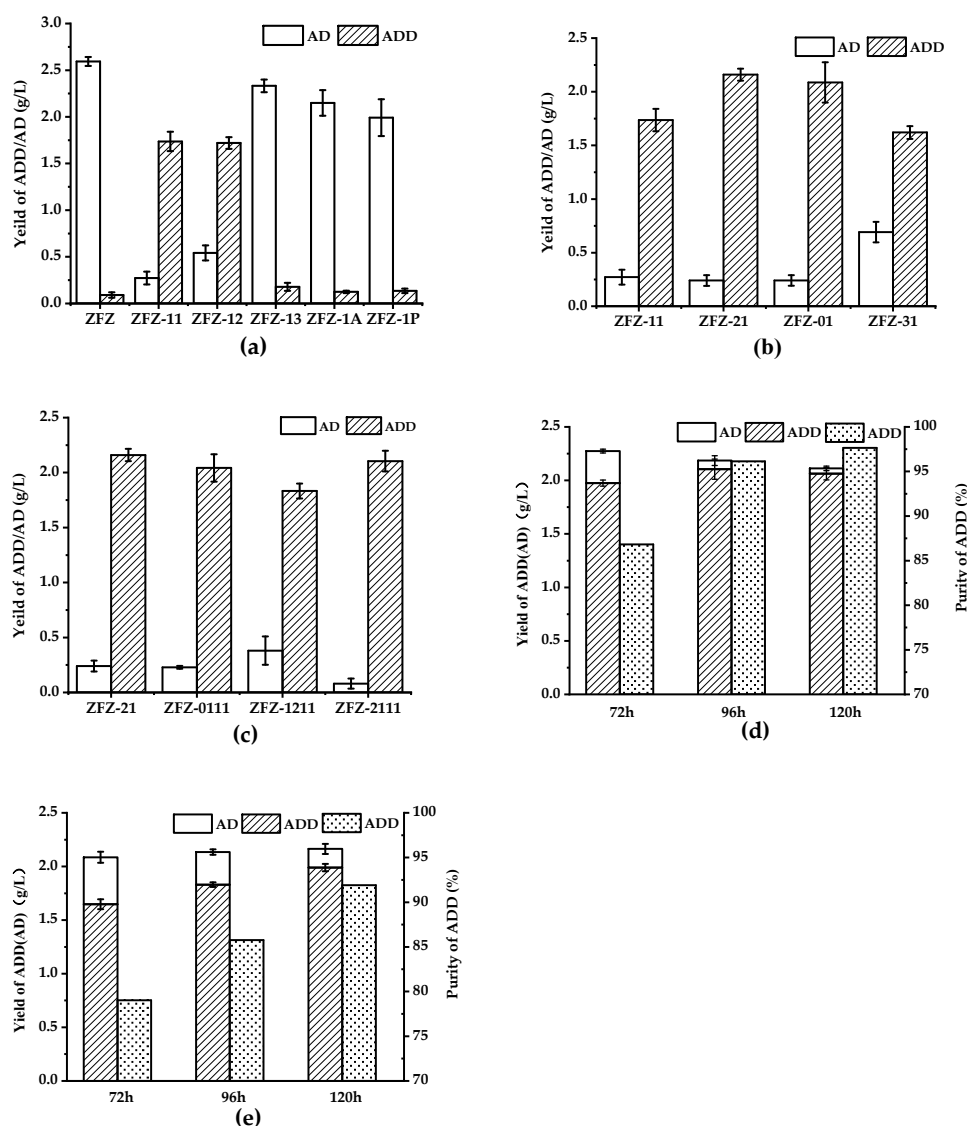 3.0
2.5
2.0
1.5
1.0
0.5
0.0
Yeild of ADD/AD (g/L)
AD ADD
ZFZ ZFZ-11 ZFZ-12 ZFZ-13 ZFZ-1A ZFZ-1P
(a)
2.5
2.0
1.5
1.0
0.5
0.0
Yeild of ADD/AD (g/L)
AD ADD
ZFZ-11 ZFZ-21 ZFZ-01 ZFZ-31
(b)
2.5
2.0
1.5
1.0
0.5
0.0
Yeild of ADD/AD (g/L)
AD ADD
ZFZ-21 ZFZ-0111 ZFZ-1211 ZFZ-2111
(c)
2.5
2.0
1.5
1.0
0.5
0.0
Yield of ADD(AD)（g/L)
AD ADD ADD
100
95
90
85
80
75
70
Purity of ADD (%)
72h 96h 120h
(d)
2.5
2.0
1.5
1.0
0.5
0.0
Yield of ADD(AD)（g/L)
AD ADD ADD
100
95
90
85
80
75
70
Purity of ADD (%)
72h 96h 120h
(e)